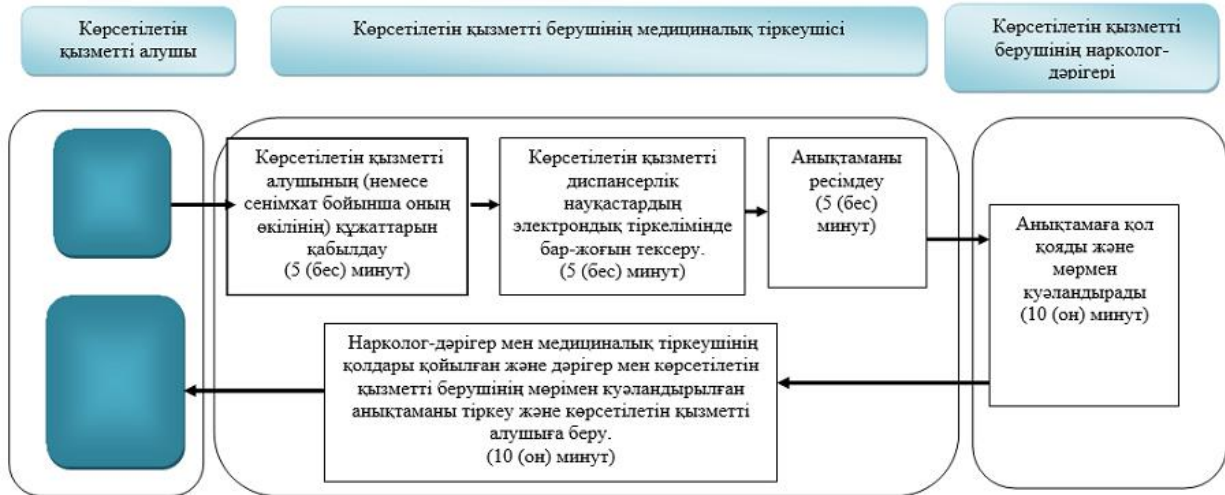 Көрсетілетін
қызметті алушы
Көрсетілетін қызметті берушінің медициналық тіркеушісі
Көрсетілетін қызметті
берушінің нарколог-
дәрігері
Көрсетілетін қызметті
алушының (немесе
сенімхат бойынша оның
өкілінің) құжаттарын
қабылдау
(5 (бес) минут)
Көрсетілетін қызметті
диспансерлік
науқастардың
электрондық тіркелімінде
бар-жоғын тексеру.
(5 (бес) минут)
Анықтаманы
ресімдеу
(5 (бес)
минут)
Анықтамаға қол
қояды және
мөрмен
куәландырады
(10 (он) минут)
Нарколог-дәрігер мен медициналық тіркеушінің
қолдары қойылған және дәрігер мен көрсетілетін
қызметті берушінің мөрімен куәландырылған
анықтаманы тіркеу және көрсетілетін қызметті
алушыға беру.
(10 (он) минут)